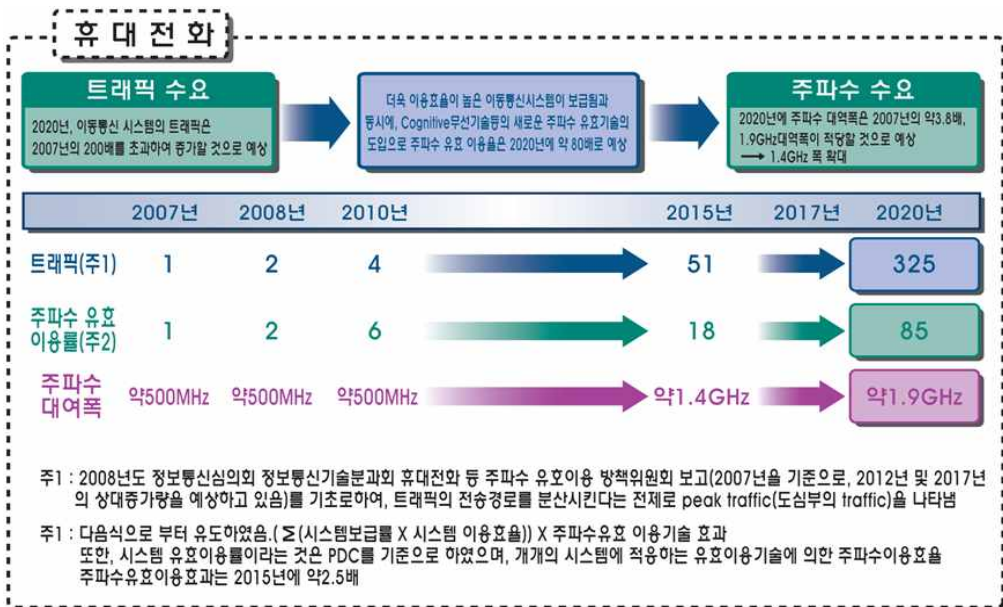 휴대전화
트래픽 수요
2020년, 이동통신 시스템의 트래픽은
2007년의 200배를 초과하여 증가할 것으로 예상
더욱 이용효율이 높은 이동통신시스템이 보급됨과
동시에, Cognitive무선기술등의 새로운 주파수 유효기술의
도입으로 주파수 유효 이용율은 2020년에 약 80배로 예상
주파수 수요
2020년에 주파수 대역폭은 2007년의 약3.8배,
1.9GHz대역폭이 적당할 것으로 예상
→ 1.4GHz 폭 확대
2007년 2008년 2010년 2015년 2017년 2020년
트래픽(주1) 1 2 4 51 325
주파수 유효
이용률(주2) 1 2 6 18 85
주파수
대여폭 약500MHz 약500MHz 약500MHz 약1.4GHz 약1.9GHz
주1 : 2008년도 정보통신심의회 정보통신기술분과회 휴대전화 등 주파수 유효이용 방책위원회 보고(2007년을 기준으로, 2012년 및 2017년
의 상대증가량을 예상하고 있음)를 기초로하여, 트래픽의 전송경로를 분산시킨다는 전제로 peak traffic(도심부의 traffic)을 나타냄
주1 : 다음식으로 부터 유도하였음.( ∑(시스템보급률 X 시스템 이용효율)) X 주파수유효 이용기술 효과
또한, 시스템 유효이용률이라는 것은 PDC를 기준으로 하였으며, 개개의 시스템에 적용하는 유효이용기술에 의한 주파수이용효율
주파수유효이용효과는 2015년에 약2.5배